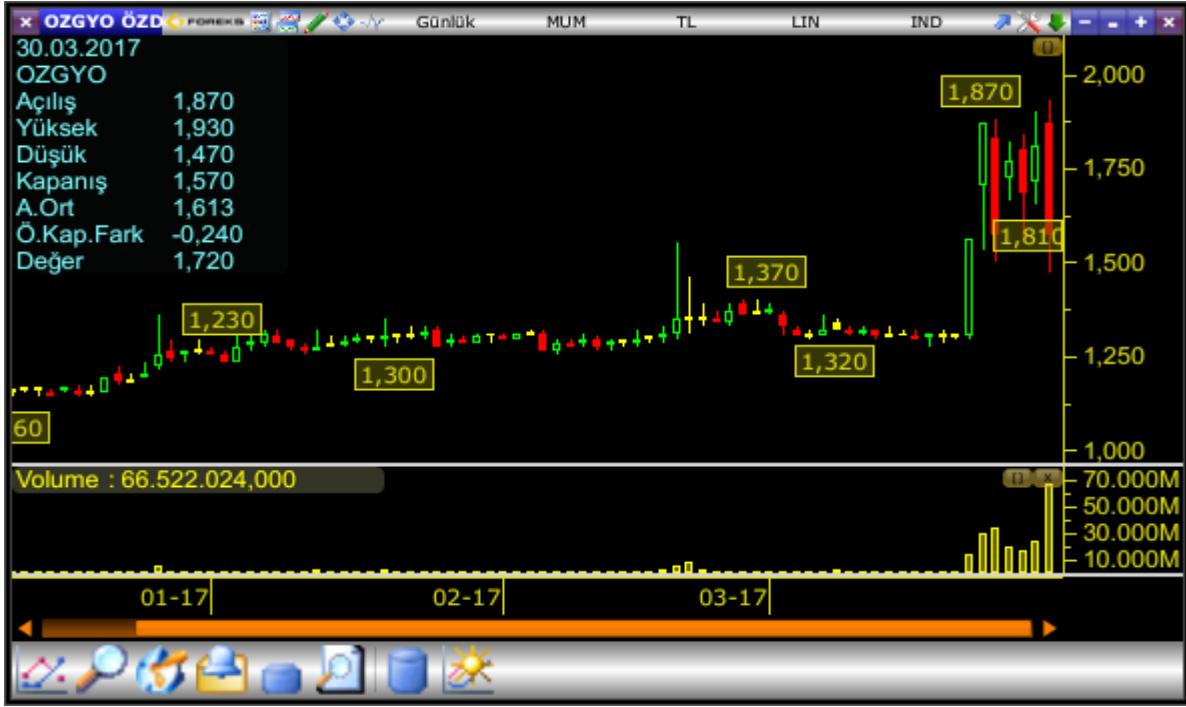 OZGYO ÖZD FOREKS Günlük MUM TL LIN IND
30.03.2017
OZGYO
Açılış 1,870
Yüksek 1,930
Düşük 1,470
Kapanış 1,570
A.Ort 1,613
Ö.Kap.Fark -0,240
Değer 1,720
1,870
2,000
1,750
1,810
1,500
1,370
1,230
1,250
1,300
1,320
60
1,000
Volume : 66.522.024,000
70.000M
50.000M
30.000M
10.000M
01-17 02-17 03-17